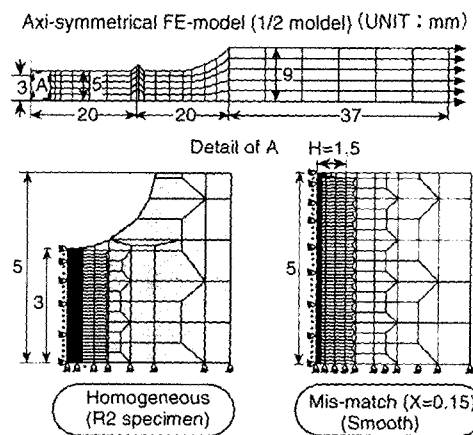 Axi-symmetrical FE-model (1/2 moldel) (UNIT : mm)
3 A 5 9
20 20 37
Detail of A H=1.5
5 3 5
Homogeneous Mis-match (X=0.15)
(R2 specimen) (Smooth)